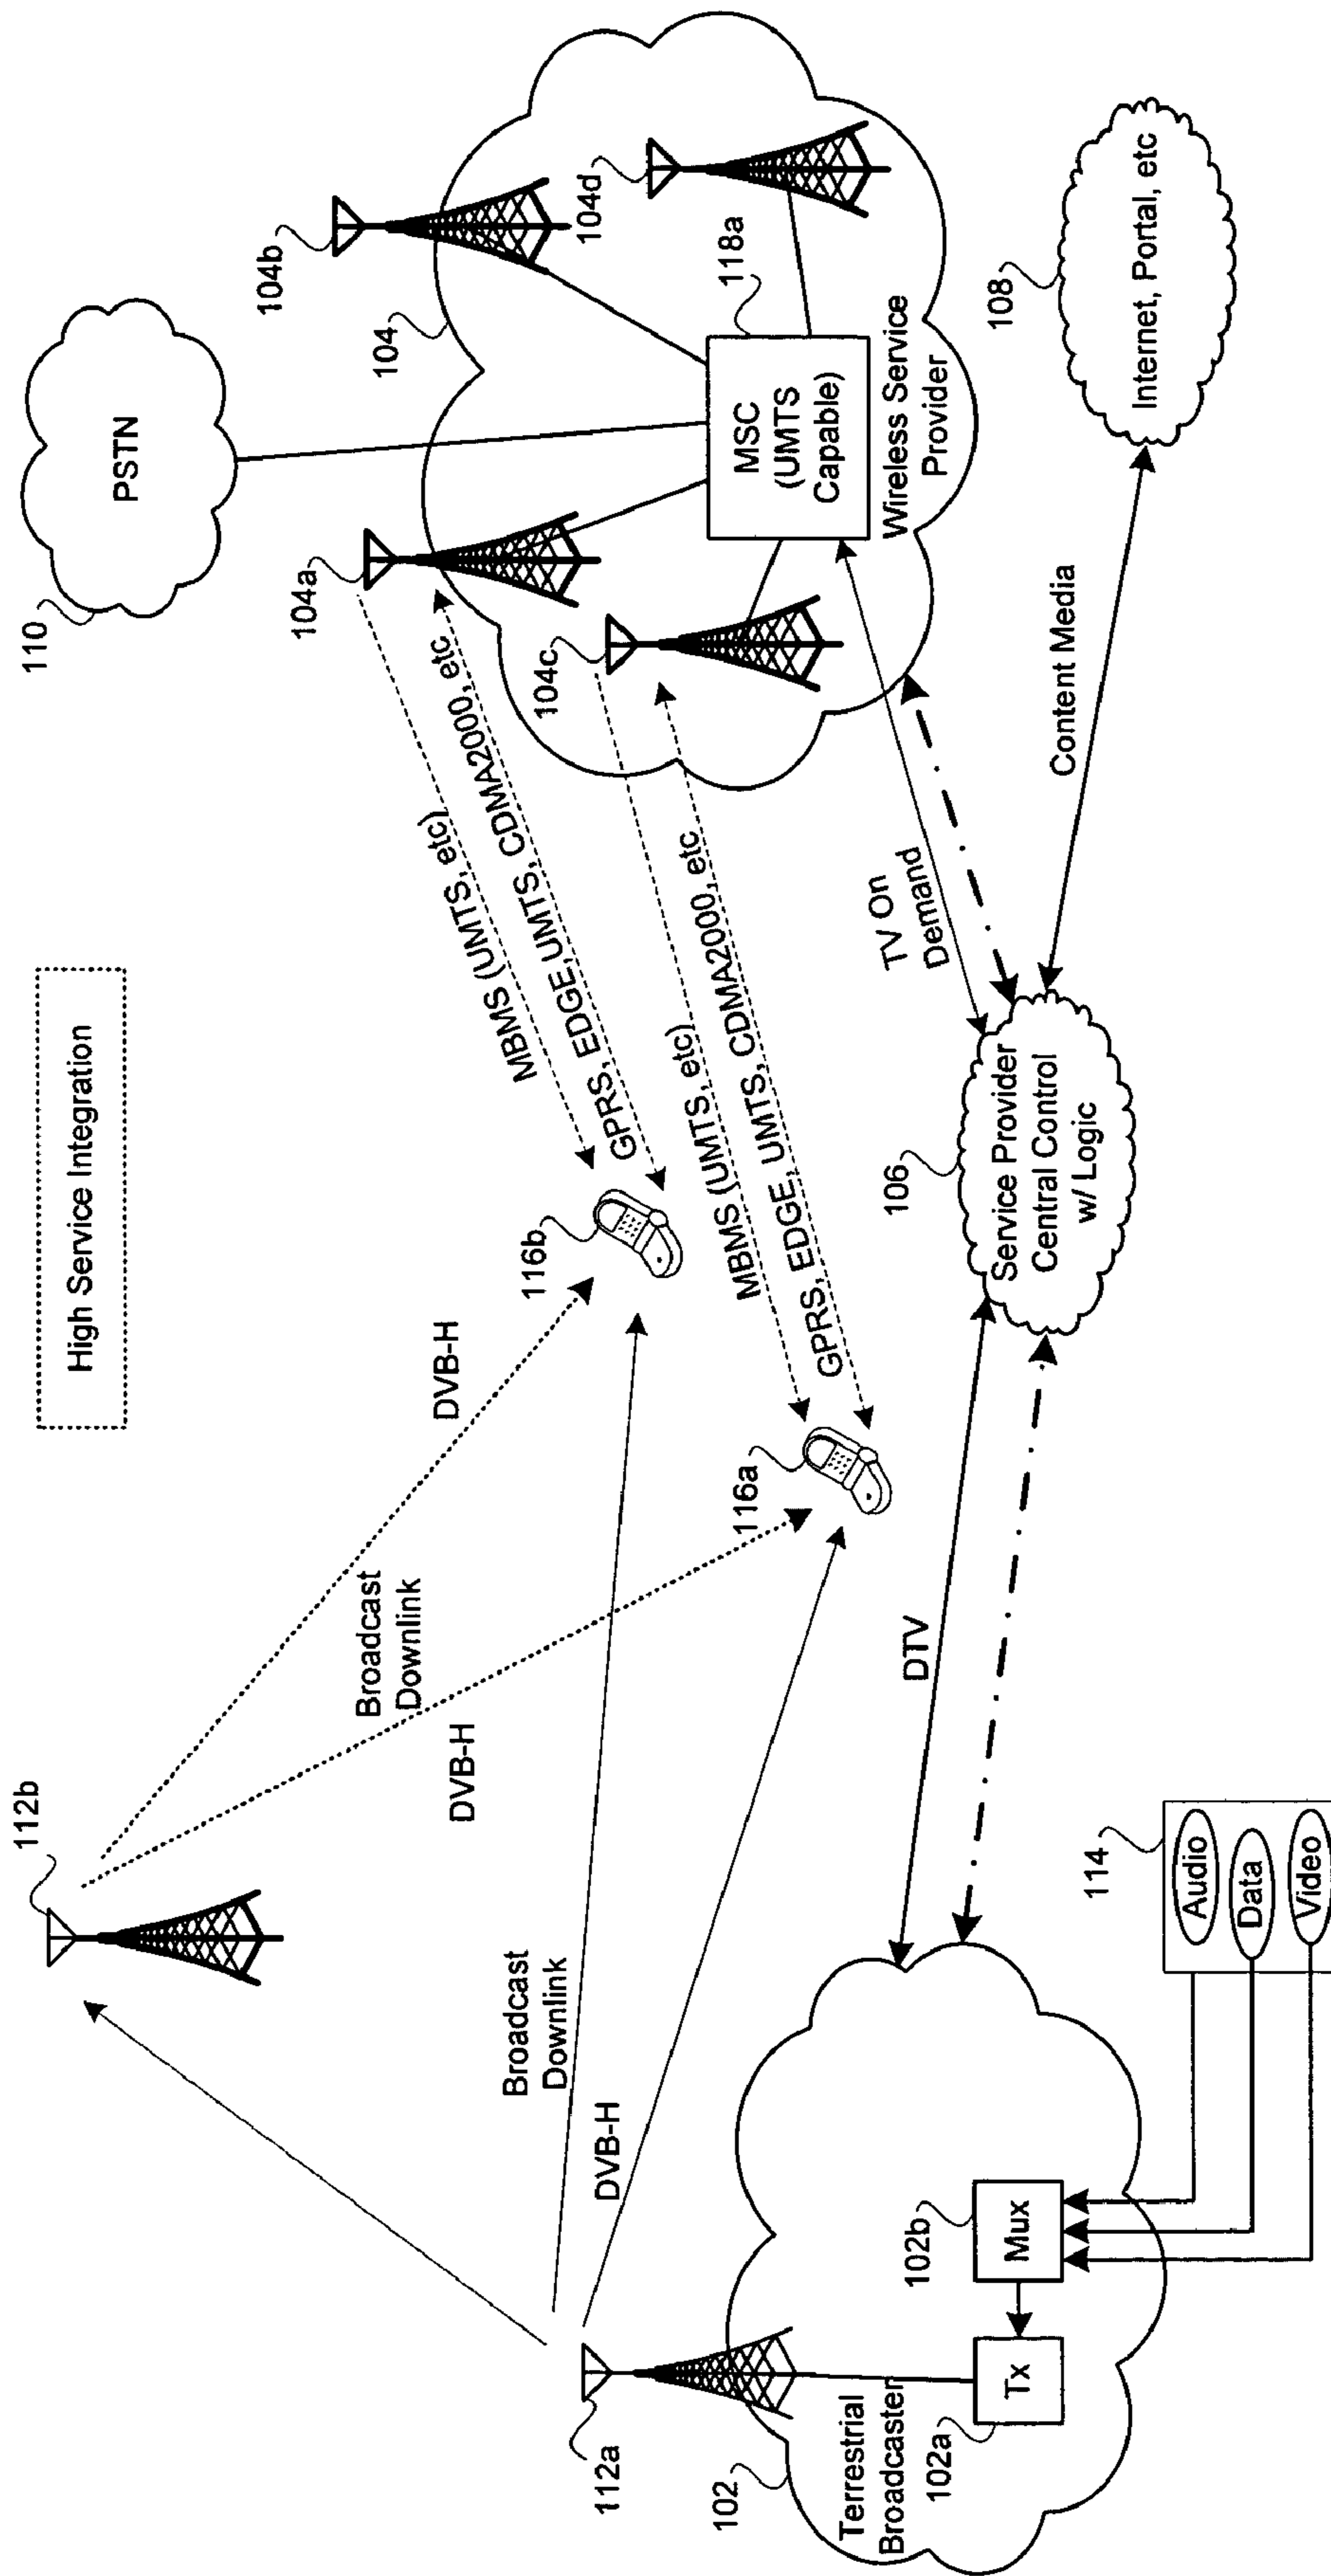 High Service Integration
110
PSTN
112b
104b
104a
104
104d
104c
118a
MSC
(UMTS
Capable)
Wireless Service
Provider
MBMS (UMTS, etc)
GPRS, EDGE,UMTS, CDMA2000, etc
MBMS (UMTS, etc)
GPRS, EDGE, UMTS, CDMA2000, etc
DVB-H
Broadcast
Downlink
DVB-H
116b
116a
Broadcast
Downlink
DVB-H
112a
102
Terrestrial
Broadcaster
102a
Tx
102b
Mux
DTV
114
Audio
Data
Video
106
Service Provider
Central Control
w/ Logic
TV On
Demand
Content Media
108
Internet, Portal, etc